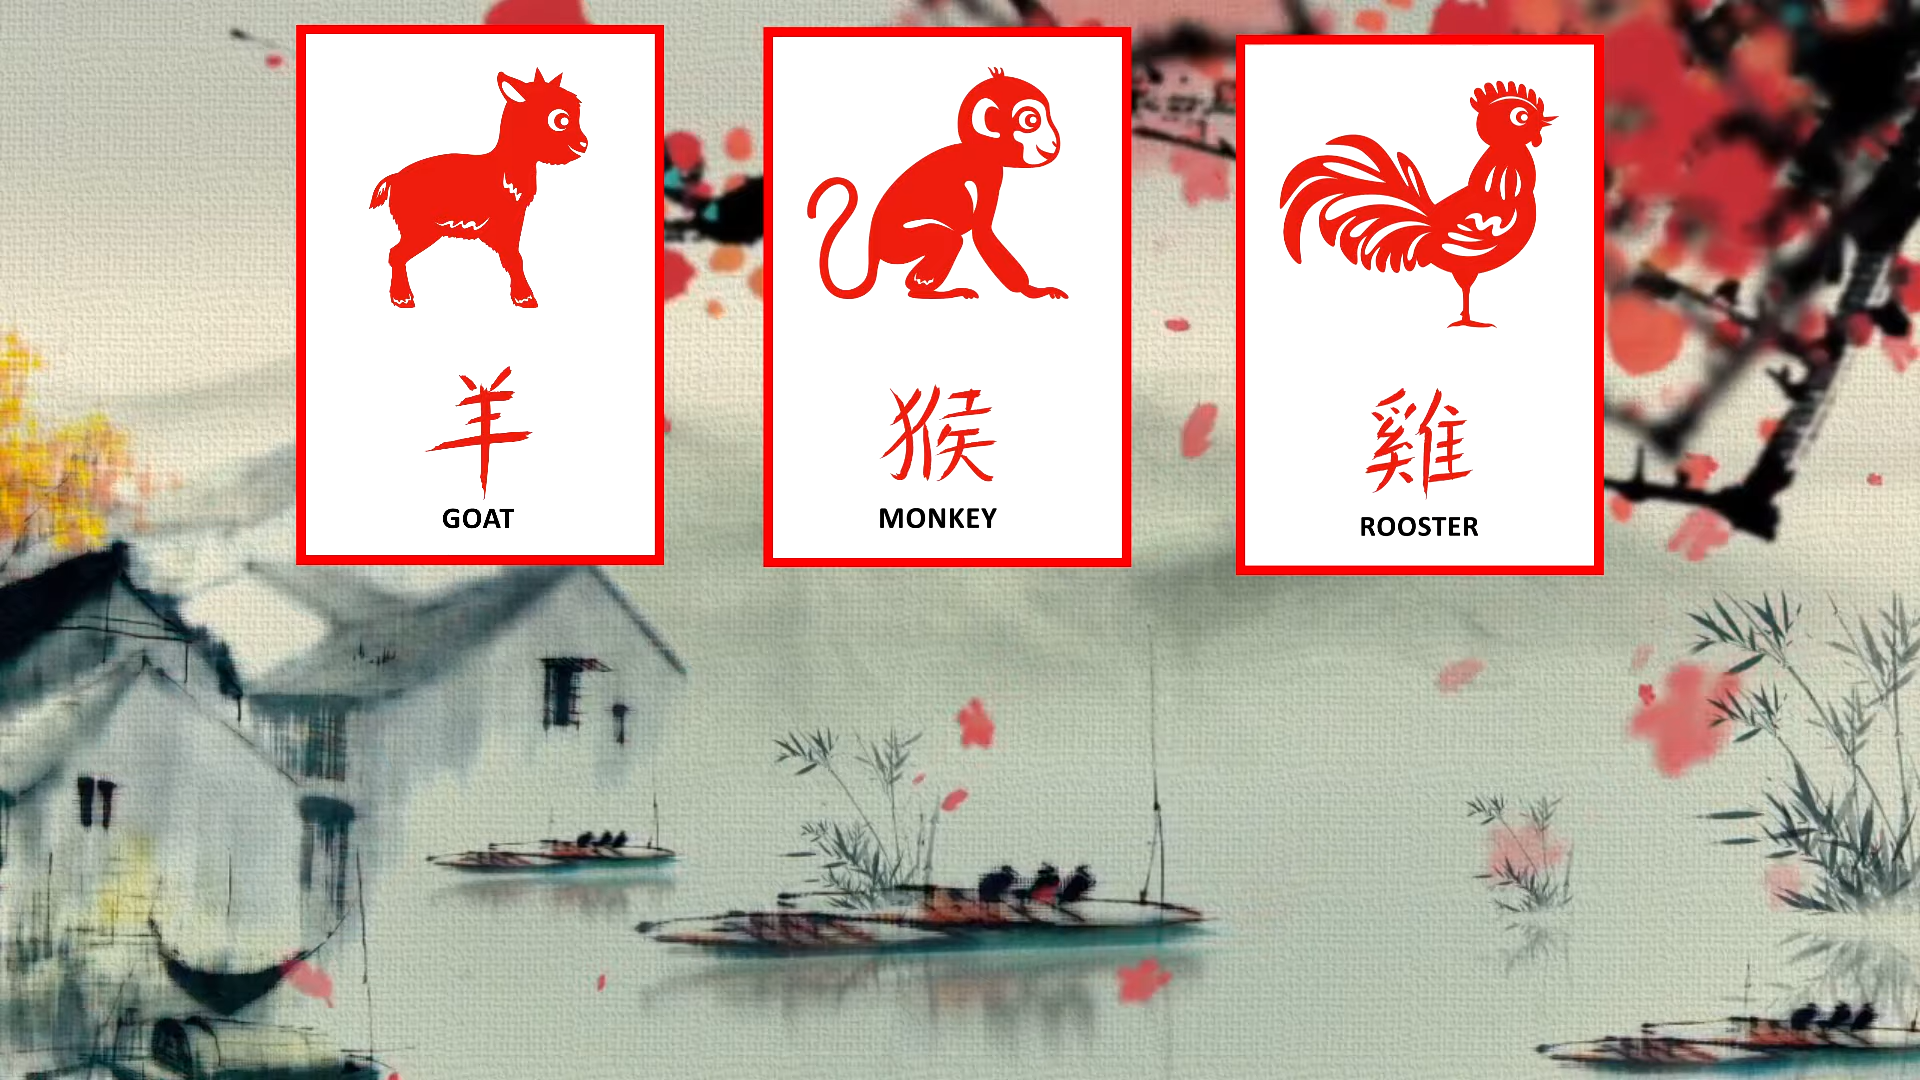 羊
GOAT
猴
MONKEY
雞
ROOSTER